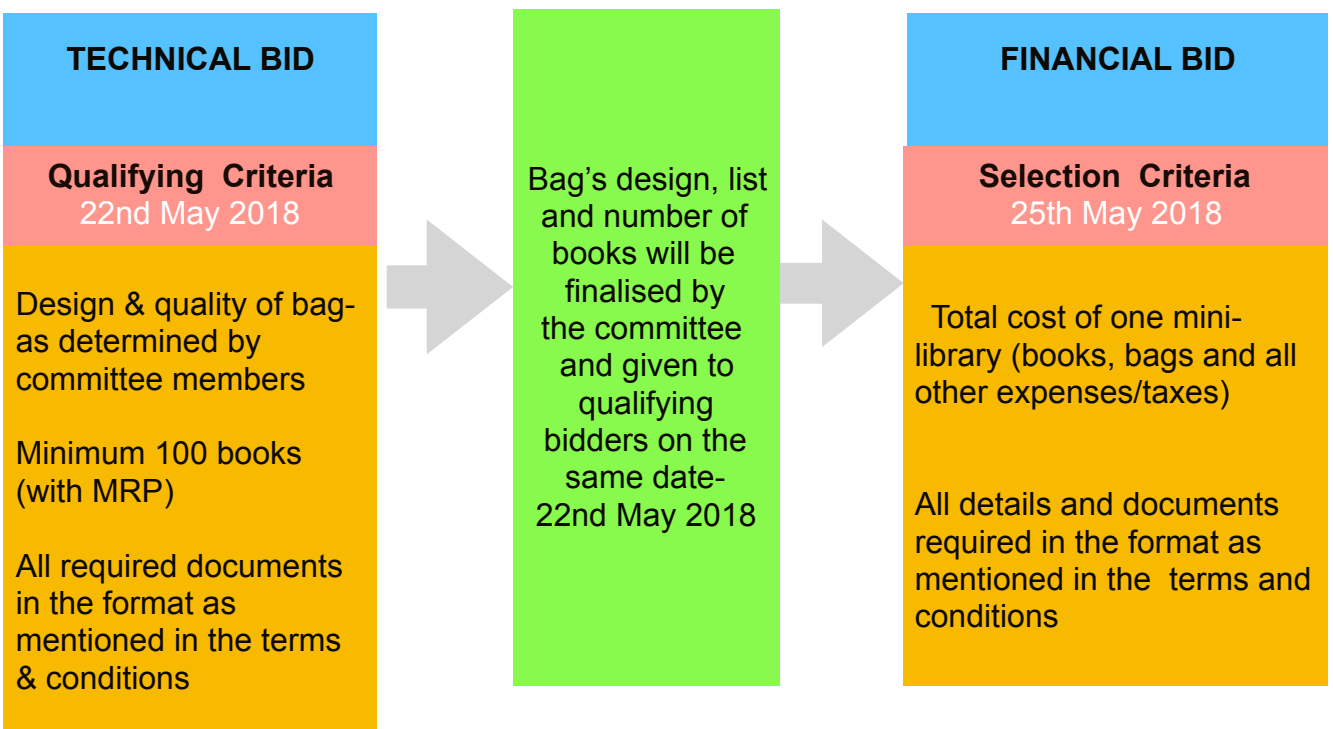 TECHNICAL BID
Qualifying Criteria
22nd May 2018
Design & quality of bag-
as determined by
committee members
Minimum 100 books
(with MRP)
All required documents
in the format as
mentioned in the terms
& conditions
Bag’s design, list
and number of
books will be
finalised by
the committee
and given to
qualifying
bidders on the
same date-
22nd May 2018
FINANCIAL BID
Selection Criteria
25th May 2018
Total cost of one mini-
library (books, bags and all
other expenses/taxes)
All details and documents
required in the format as
mentioned in the terms and
conditions